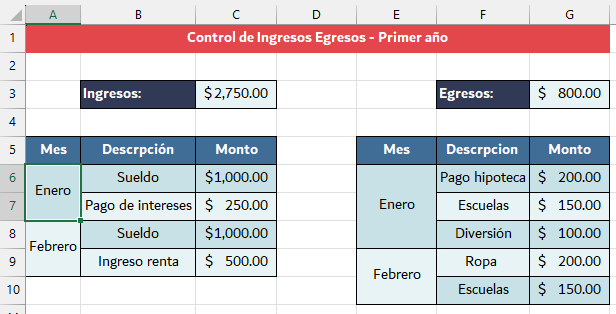 A B C D E F G
1 Control de Ingresos Egresos - Primer año
2
3 Ingresos: $2,750.00 Egresos: $ 800.00
4
5 Mes Descrpición Monto Mes Descrpcion Monto
6 Enero Sueldo $1,000.00 Enero Pago hipoteca $ 200.00
7 Pago de intereses $ 250.00 Escuelas $ 150.00
8 Febrero Sueldo $1,000.00 Diversión $ 100.00
9 Ingreso renta $ 500.00 Febrero Ropa $ 200.00
10 Escuelas $ 150.00